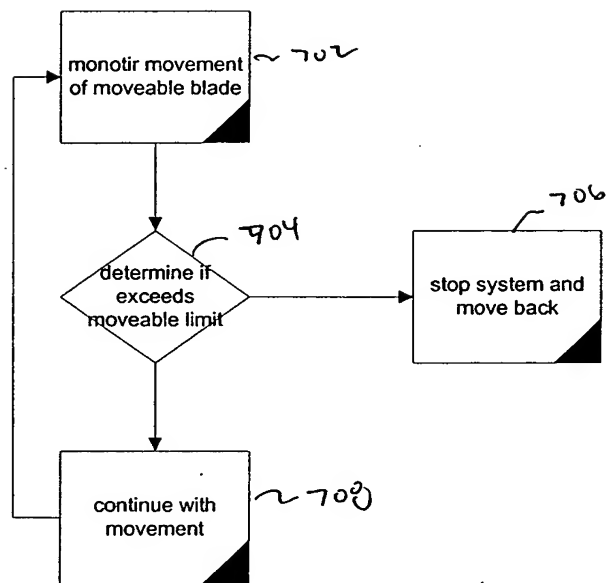 monotir movement
of moveable blade
702
704
determine if
exceeds
moveable limit
706
stop system and
move back
continue with
movement
708